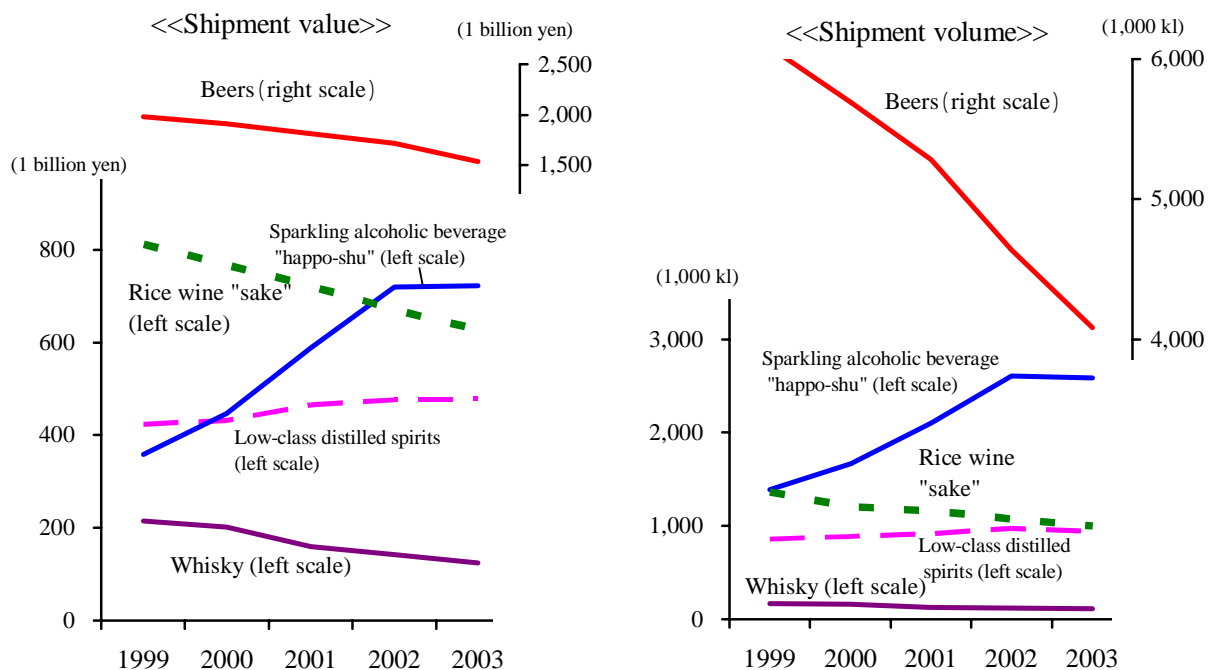 <<Shipment value>>
(1 billion yen)
2,500
2,000
1,500
Beers(right scale)
(1 billion yen)
800
600
400
200
0
Sparkling alcoholic beverage
"happo-shu" (left scale)
Rice wine "sake"
(left scale)
Low-class distilled spirits
(left scale)
Whisky (left scale)
1999 2000 2001 2002 2003
<<Shipment volume>>
(1,000 kl)
6,000
5,000
4,000
Beers(right scale)
(1,000 kl)
3,000
2,000
1,000
0
Sparkling alcoholic beverage
"happo-shu" (left scale)
Rice wine
"sake"
Low-class distilled
spirits (left scale)
Whisky (left scale)
1999 2000 2001 2002 2003